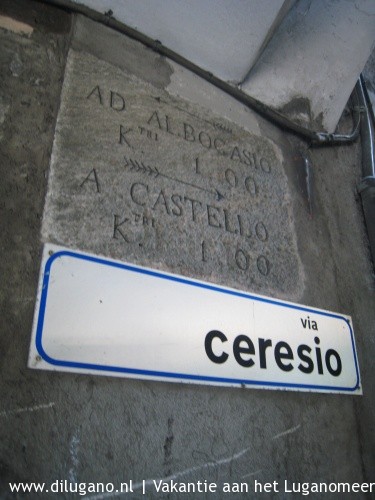 AD ALBOGASIO
K.TRI 1.00.
A CASTELLO
K.TRI 1.00
via
ceresio
www.dilugano.nl | Vakantie aan het Luganomeer